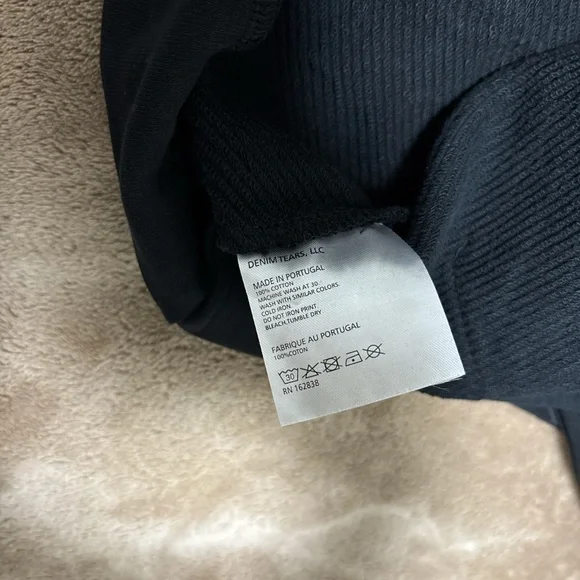 DENIM TEARS, LLC
MADE IN PORTUGAL
100% COTTON
MACHINE WASH AT 30.
WASH WITH SIMILAR COLORS.
COLD IRON.
DO NOT IRON PRINT.
BLEACH.TUMBLE DRY
FABRIQUE AU PORTUGAL
100%COTON
30
RN 162838